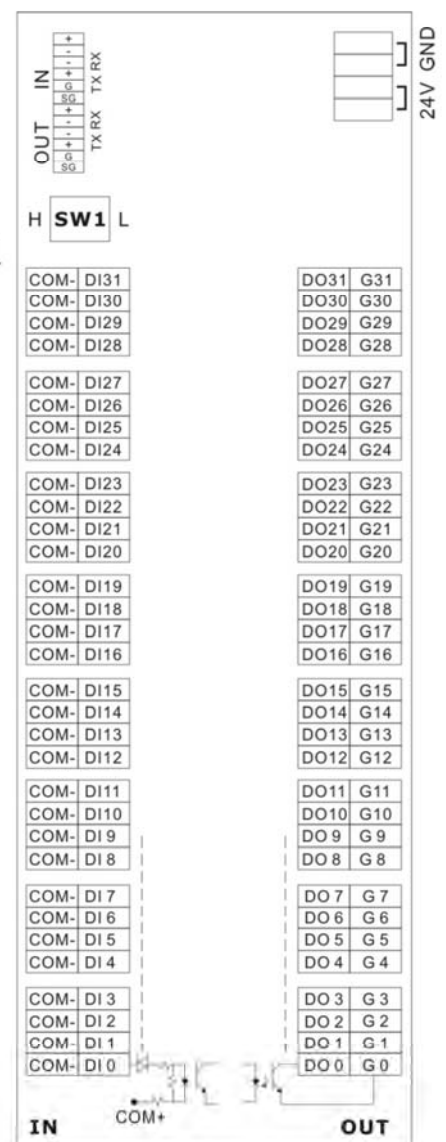 IN
+
-
-
+
G
SG
TX RX
OUT
+
-
-
+
G
SG
TX RX
24V GND
H SW1 L
COM- DI31 DO31 G31
COM- DI30 DO30 G30
COM- DI29 DO29 G29
COM- DI28 DO28 G28
COM- DI27 DO27 G27
COM- DI26 DO26 G26
COM- DI25 DO25 G25
COM- DI24 DO24 G24
COM- DI23 DO23 G23
COM- DI22 DO22 G22
COM- DI21 DO21 G21
COM- DI20 DO20 G20
COM- DI19 DO19 G19
COM- DI18 DO18 G18
COM- DI17 DO17 G17
COM- DI16 DO16 G16
COM- DI15 DO15 G15
COM- DI14 DO14 G14
COM- DI13 DO13 G13
COM- DI12 DO12 G12
COM- DI11 DO11 G11
COM- DI10 DO10 G10
COM- DI 9 DO 9 G 9
COM- DI 8 DO 8 G 8
COM- DI 7 DO 7 G 7
COM- DI 6 DO 6 G 6
COM- DI 5 DO 5 G 5
COM- DI 4 DO 4 G 4
COM- DI 3 DO 3 G 3
COM- DI 2 DO 2 G 2
COM- DI 1 DO 1 G 1
COM- DI 0 DO 0 G 0
COM+
IN OUT